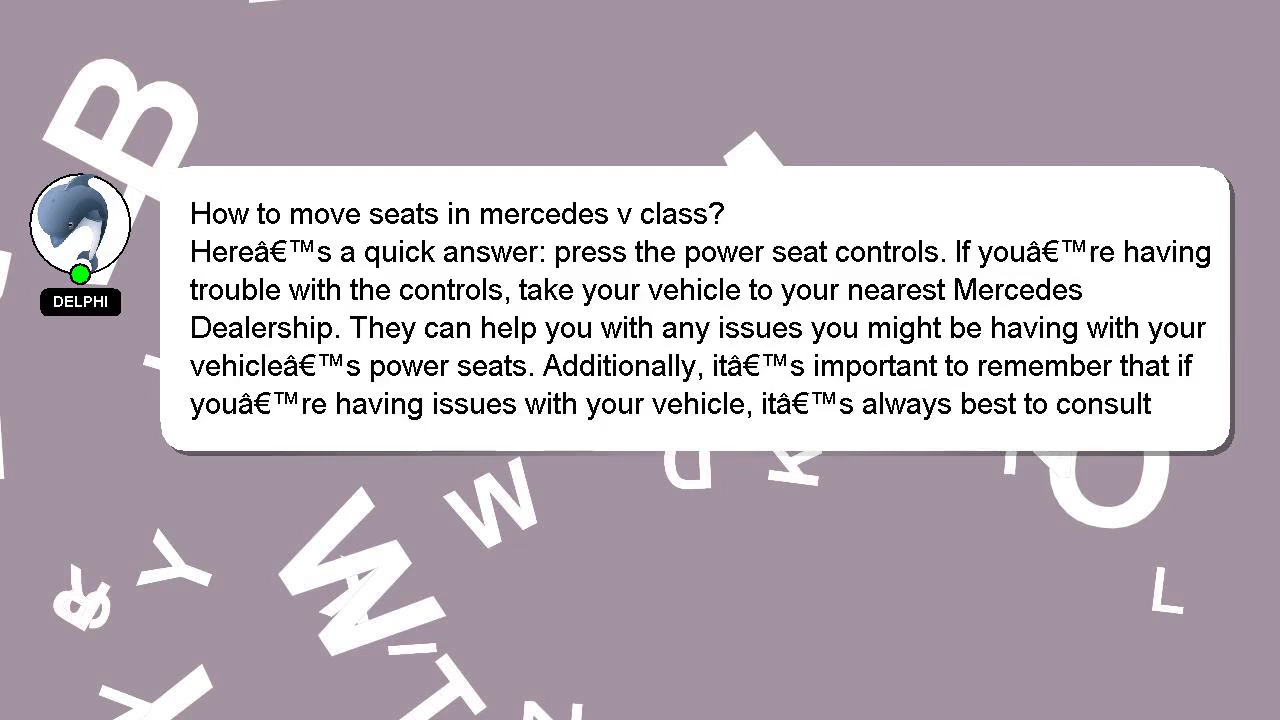 How to move seats in mercedes v class?
Hereâ€™s a quick answer: press the power seat controls. If youâ€™re having
trouble with the controls, take your vehicle to your nearest Mercedes
Dealership. They can help you with any issues you might be having with your
vehicleâ€™s power seats. Additionally, itâ€™s important to remember that if
youâ€™re having issues with your vehicle, itâ€™s always best to consult
DELPHI
B
W
D
K
O
Y
R
W
L
T
Z